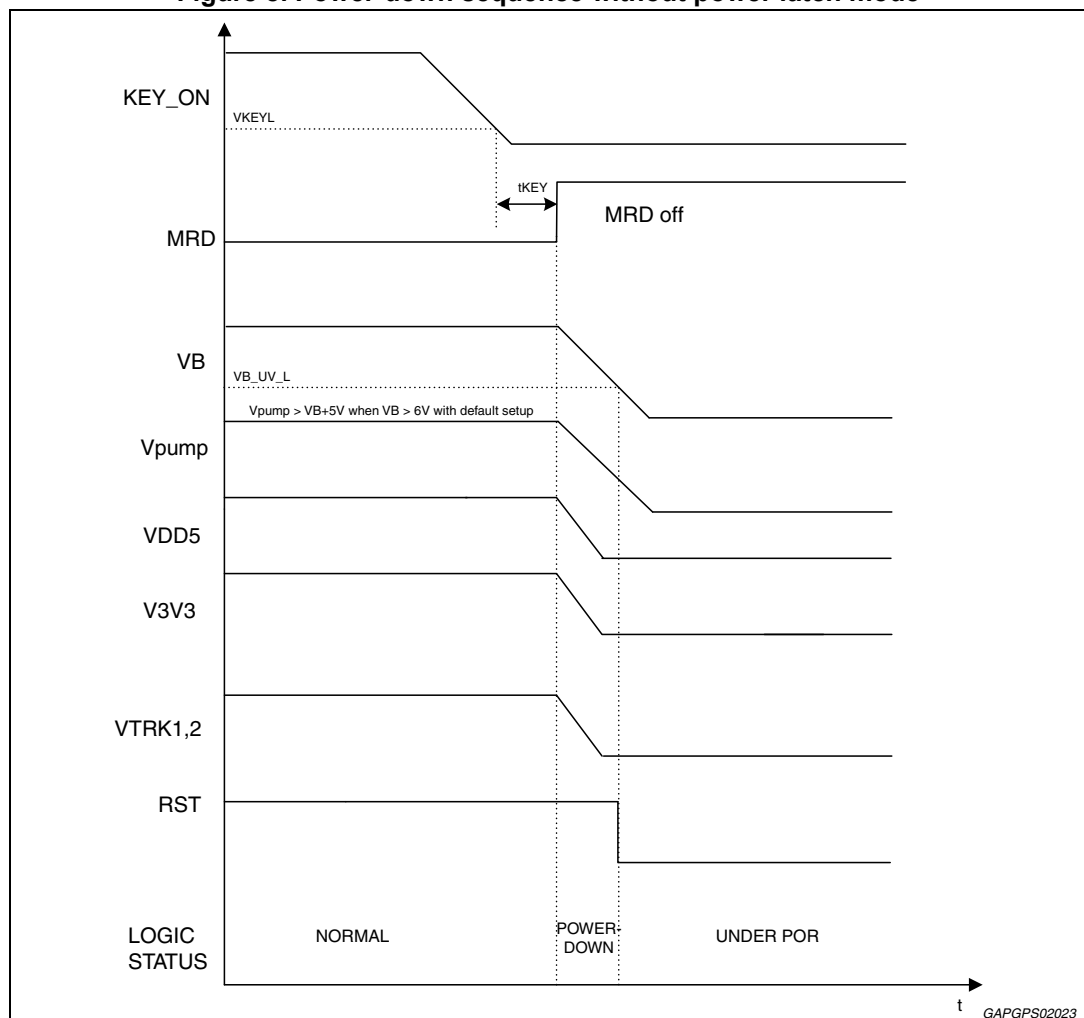 KEY_ON
VKEYL
tKEY
MRD off
MRD
VB
VB_UV_L
Vpump > VB+5V when VB > 6V with default setup
Vpump
VDD5
V3V3
VTRK1,2
RST
LOGIC
STATUS
NORMAL
POWER-
DOWN
UNDER POR
t
GAPGPS02023